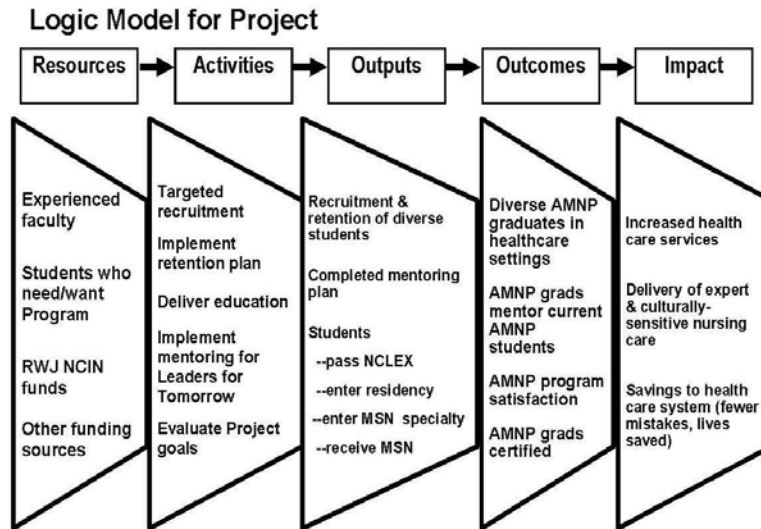 Logic Model for Project
Resources
Activities
Outputs
Outcomes
Impact
Experienced
faculty
Students who
need/want
Program
RWJ NCIN
funds
Other funding
sources
Targeted
recruitment
Implement
retention plan
Deliver education
Implement
mentoring for
Leaders for
Tomorrow
Evaluate Project
goals
Recruitment &
retention of diverse
students
Completed mentoring
plan
Students
--pass NCLEX
--enter residency
--enter MSN specialty
--receive MSN
Diverse AMNP
graduates in
healthcare
settings
AMNP grads
mentor current
AMNP
students
AMNP program
satisfaction
AMNP grads
certified
Increased health
care services
Delivery of expert
& culturally-
sensitive nursing
care
Savings to health
care system (fewer
mistakes, lives
saved)